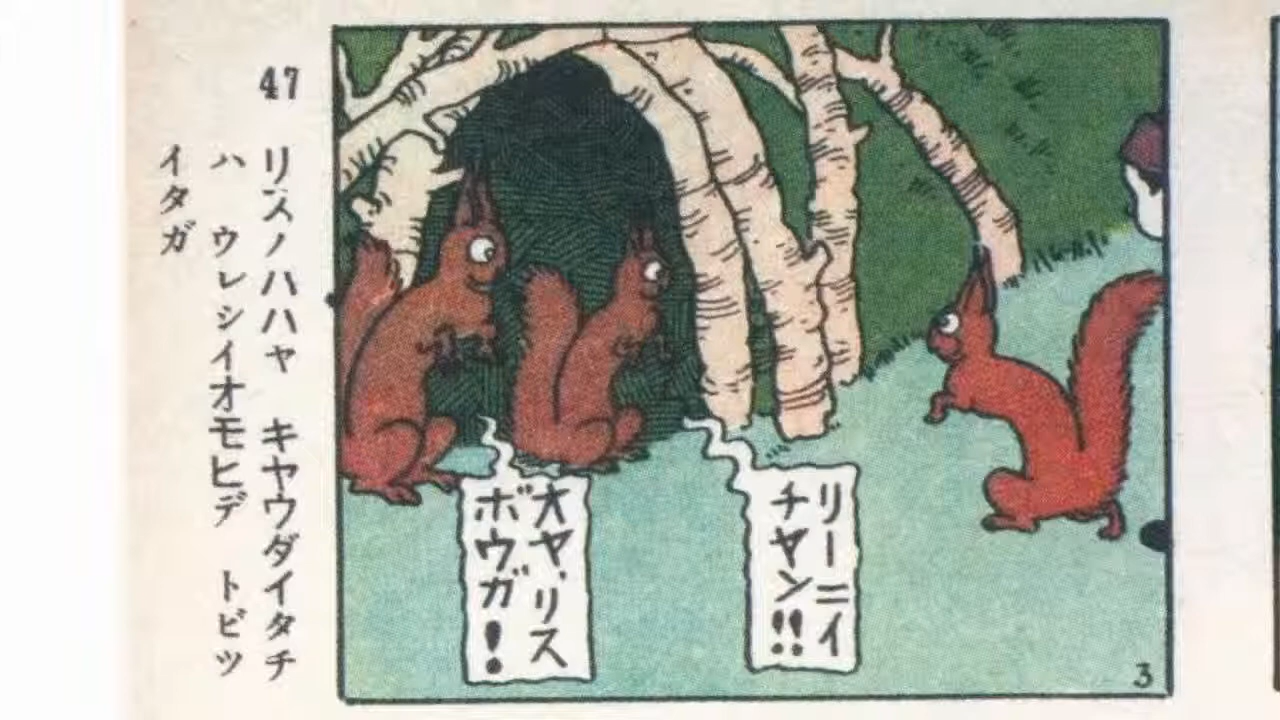 47 リスノハハヤ キヤウダイタチ
ハ ウレシイオモヒデ トビツ
イタガ
リーニイ
チヤン!!
オヤ、リス
ボウガ!
3